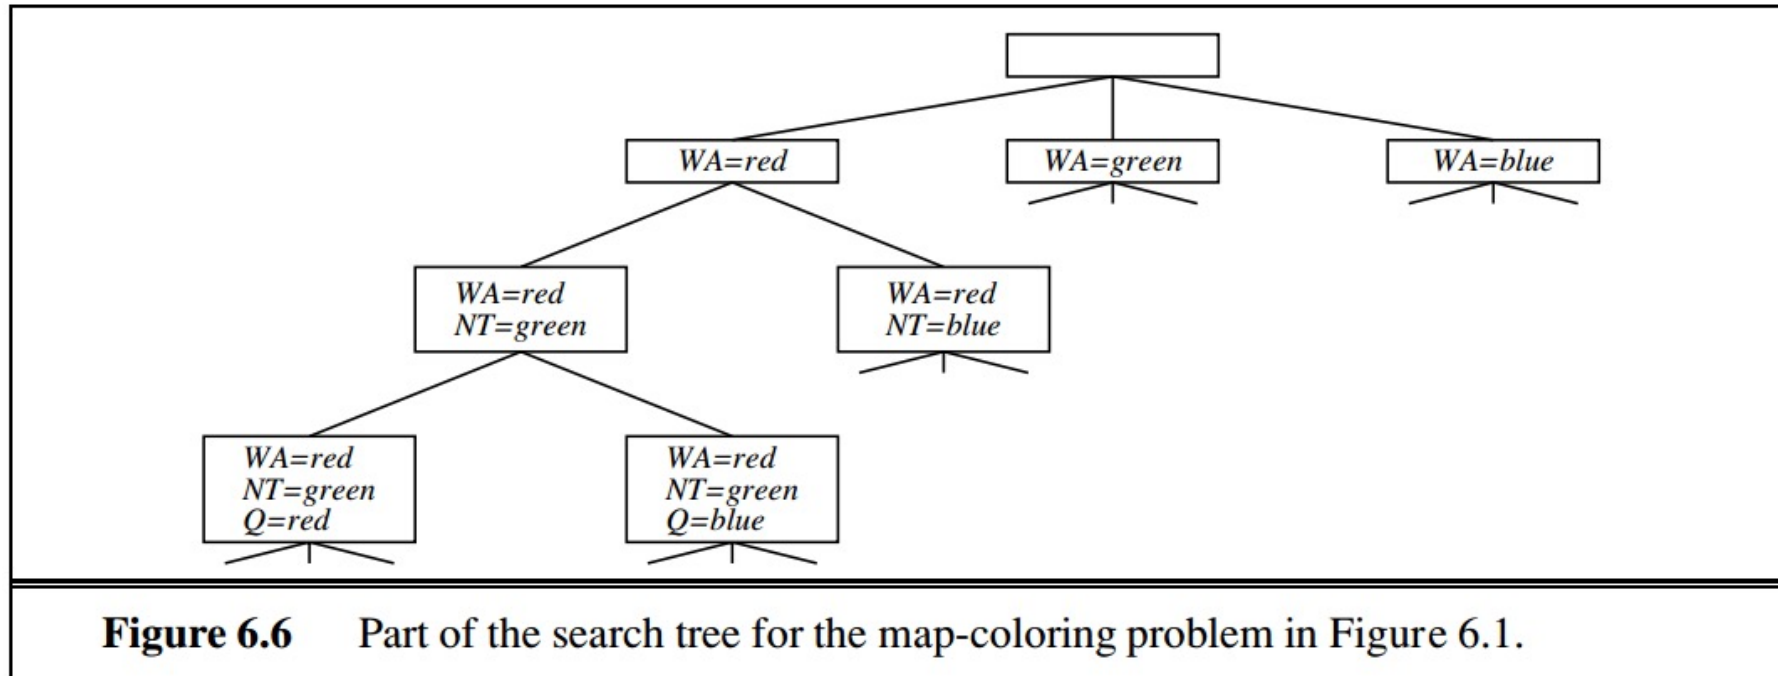 WA=red
WA=green
WA=blue
WA=red
NT=green
WA=red
NT=blue
WA=red
NT=green
Q=red
WA=red
NT=green
Q=blue
Figure 6.6 Part of the search tree for the map-coloring problem in Figure 6.1.